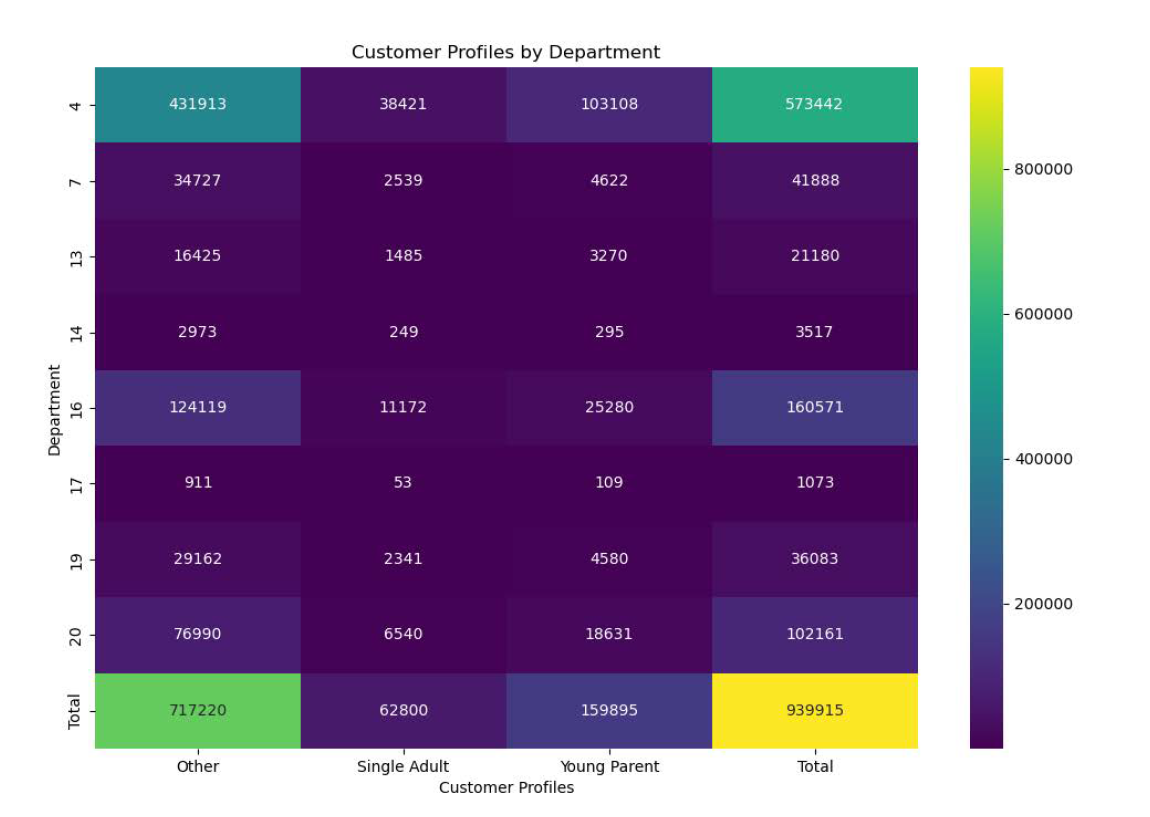 Customer Profiles by Department
4 431913 38421 103108 573442
7 34727 2539 4622 41888
13 16425 1485 3270 21180
14 2973 249 295 3517
16 124119 11172 25280 160571
17 911 53 109 1073
19 29162 2341 4580 36083
20 76990 6540 18631 102161
Total 717220 62800 159895 939915
Department
Other Single Adult Young Parent Total
Customer Profiles
800000
600000
400000
200000